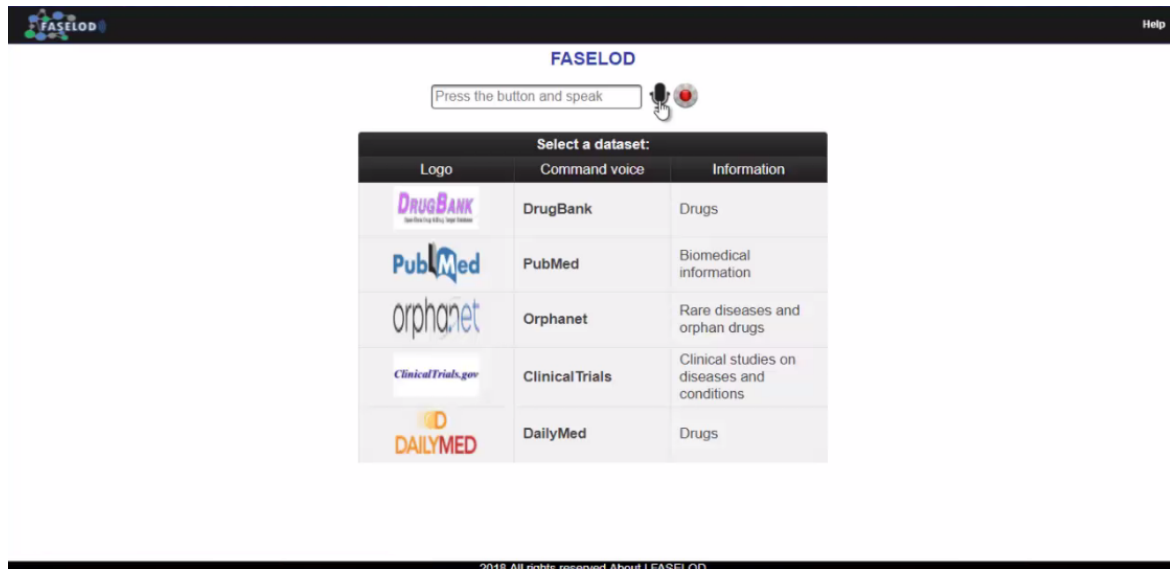 FASELOD
Help
FASELOD
Press the button and speak
Select a dataset:
Logo Command voice Information
DRUGBANK
DrugBank
Drugs
PubMed
PubMed
Biomedical
information
orphanet
Orphanet
Rare diseases and
orphan drugs
ClinicalTrials.gov
ClinicalTrials
Clinical studies on
diseases and
conditions
DAILYMED
DailyMed
Drugs
2018 All rights reserved About | FASELOD